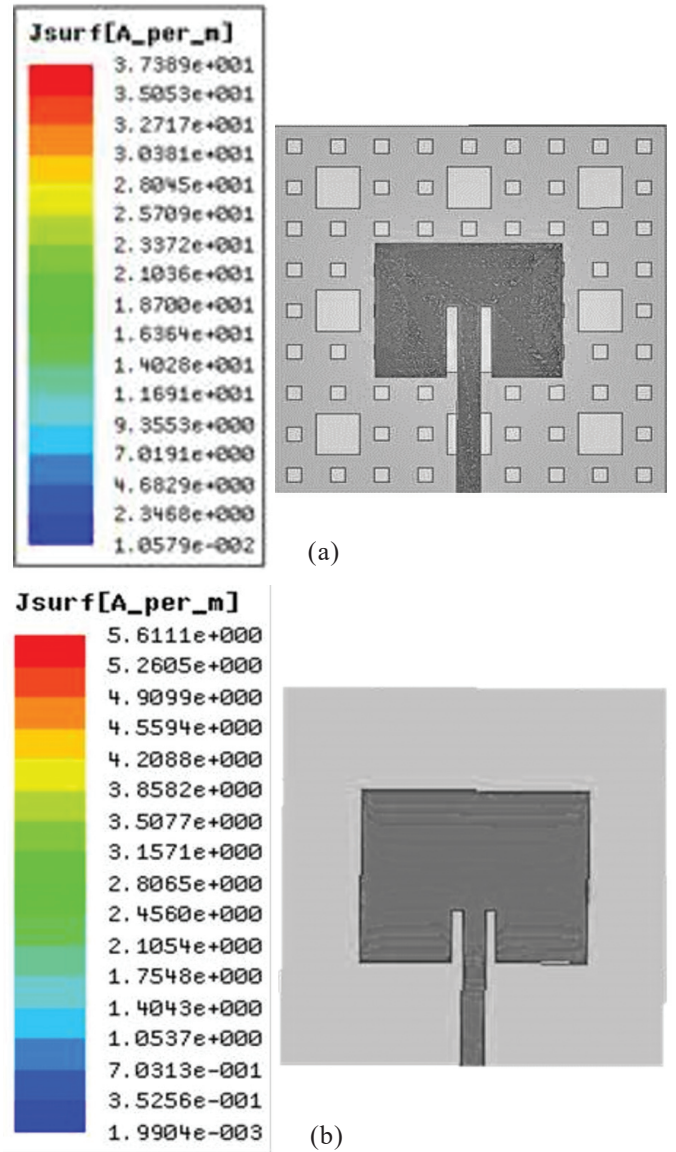 Jsurf[A_per_m]
3.7389e+001
3.5053e+001
3.2717e+001
3.0381e+001
2.8045e+001
2.5709e+001
2.3372e+001
2.1036e+001
1.8700e+001
1.6364e+001
1.4028e+001
1.1691e+001
9.3553e+000
7.0191e+000
4.6829e+000
2.3468e+000
1.0579e-002
(a)
Jsurf[A_per_m]
5.6111e+000
5.2605e+000
4.9099e+000
4.5594e+000
4.2088e+000
3.8582e+000
3.5077e+000
3.1571e+000
2.8065e+000
2.4560e+000
2.1054e+000
1.7548e+000
1.4043e+000
1.0537e+000
7.0313e-001
3.5256e-001
1.9904e-003
(b)